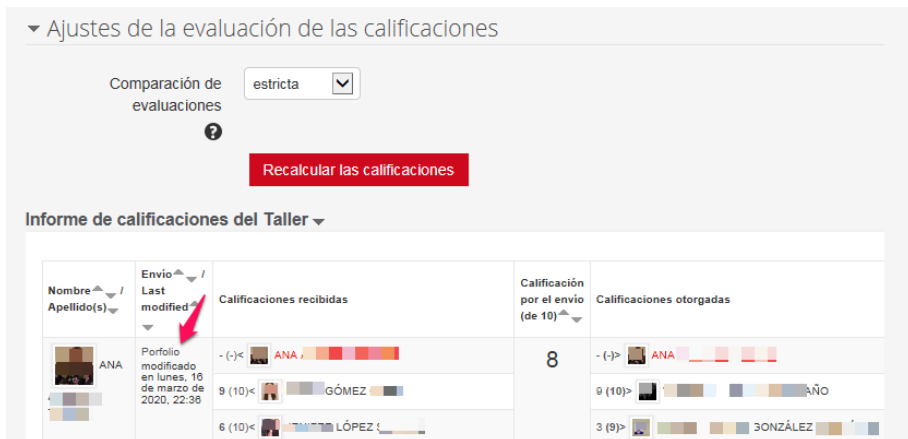 Ajustes de la evaluación de las calificaciones
Comparación de
evaluaciones
estricta
Recalcular las calificaciones
Informe de calificaciones del Taller
Nombre /
Apellido(s)
Envío /
Last
modified
Calificaciones recibidas
Calificación
por el envío
(de 10)
Calificaciones otorgadas
ANA
Porfolio
modificado
en lunes, 16
de marzo de
2020, 22:36
- (-)< ANA
9 (10)< GÓMEZ
6 (10)< LÓPEZ
8
- (-)> ANA
9 (10)>
3 (9)> GONZÁLEZ